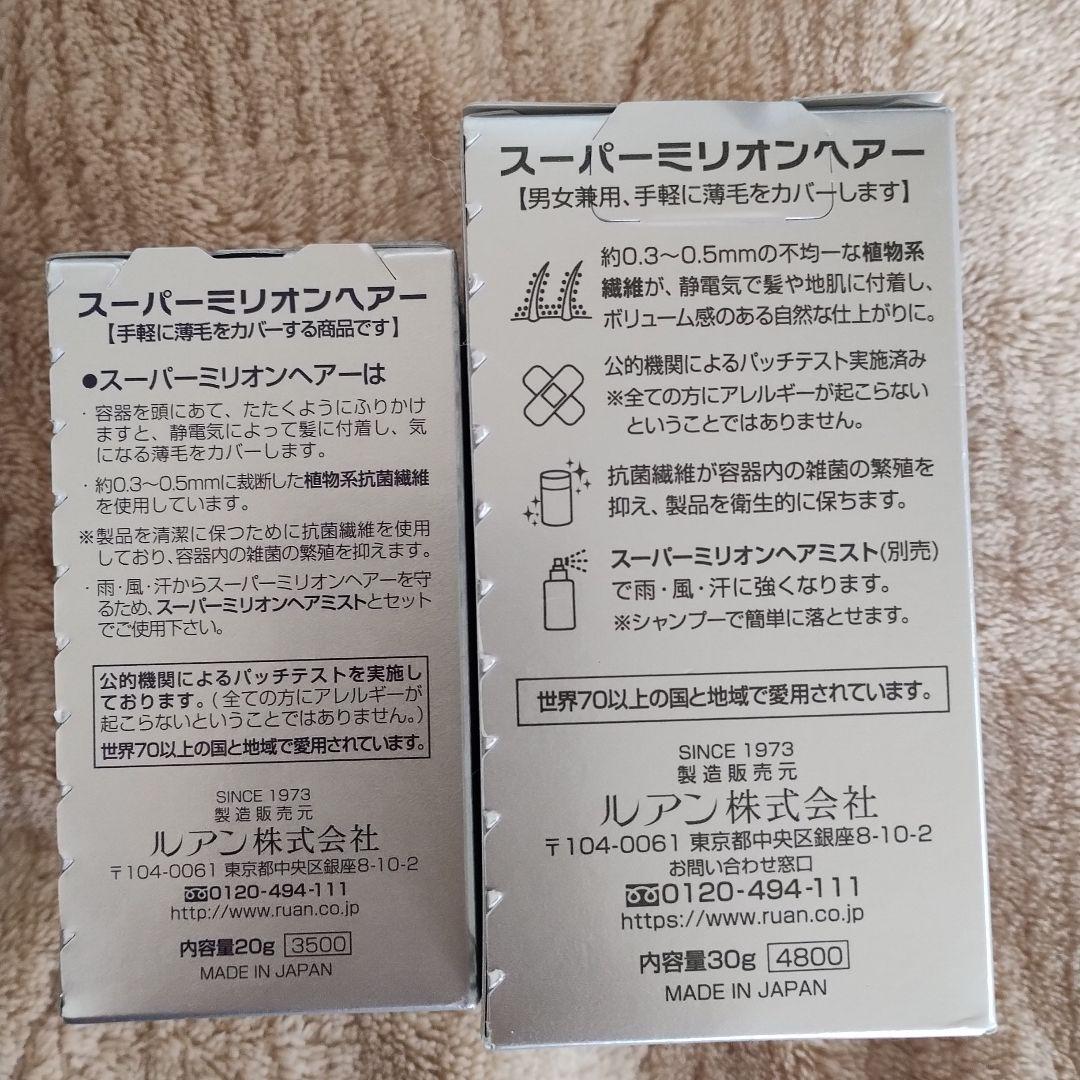 スーパーミリオンヘアー
【手軽に薄毛をカバーする商品です】
●スーパーミリオンヘアーは
・容器を頭にあて、たたくようにふりかけ
ますと、静電気によって髪に付着し、気
になる薄毛をカバーします。
・約0.3〜0.5mmに裁断した植物系抗菌繊維
を使用しています。
※製品を清潔に保つために抗菌繊維を使用
しており、容器内の雑菌の繁殖を抑えます。
・雨・風・汗からスーパーミリオンヘアーを守
るため、スーパーミリオンヘアミストとセット
でご使用下さい。
公的機関によるパッチテストを実施し
ております。(全ての方にアレルギーが
起こらないということではありません。)
世界70以上の国と地域で愛用されています。
SINCE 1973
製造販売元
ルアン株式会社
〒104-0061 東京都中央区銀座8-10-2
0120-494-111
http://www.ruan.co.jp
内容量20g 3500
MADE IN JAPAN
スーパーミリオンヘアー
【男女兼用、手軽に薄毛をカバーします】
約0.3〜0.5mmの不均一な植物系
繊維が、静電気で髪や地肌に付着し、
ボリューム感のある自然な仕上がりに。
公的機関によるパッチテスト実施済み
※全ての方にアレルギーが起こらない
ということではありません。
抗菌繊維が容器内の雑菌の繁殖を
抑え、製品を衛生的に保ちます。
スーパーミリオンヘアミスト(別売)
で雨・風・汗に強くなります。
※シャンプーで簡単に落とせます。
世界70以上の国と地域で愛用されています。
SINCE 1973
製造販売元
ルアン株式会社
〒104-0061 東京都中央区銀座8-10-2
お問い合わせ窓口
0120-494-111
https://www.ruan.co.jp
内容量30g 4800
MADE IN JAPAN